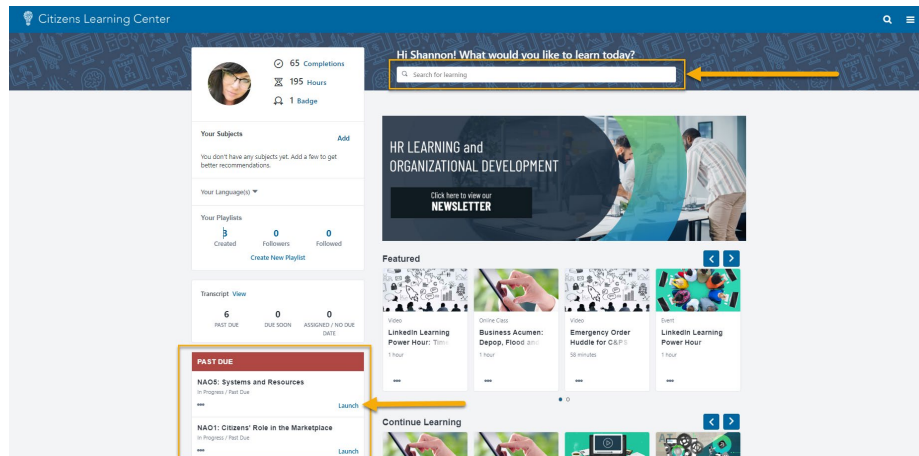 Citizens Learning Center
65 Completions
195 Hours
1 Badge
Your Subjects
Add
You don't have any subjects yet. Add a few to get
better recommendations.
Your Language(s)
Your Playlists
3 0 0
Created Followers Followed
Create New Playlist
Transcript View
6 0 0
PAST DUE DUE SOON ASSIGNED / NO DUE
DATE
PAST DUE
NAO5: Systems and Resources
In Progress / Past Due
Launch
NAO1: Citizens' Role in the Marketplace
In Progress / Past Due
Launch
Hi Shannon! What would you like to learn today?
Search for learning
HR LEARNING and
ORGANIZATIONAL DEVELOPMENT
Click here to view our
NEWSLETTER
Featured
Video
LinkedIn Learning
Power Hour: Time
1 hour
Online Class
Business Acumen:
Depop, Flood and
1 hour
Video
Emergency Order
Huddle for C&PS
58 minutes
Event
LinkedIn Learning
Power Hour
1 hour
Continue Learning